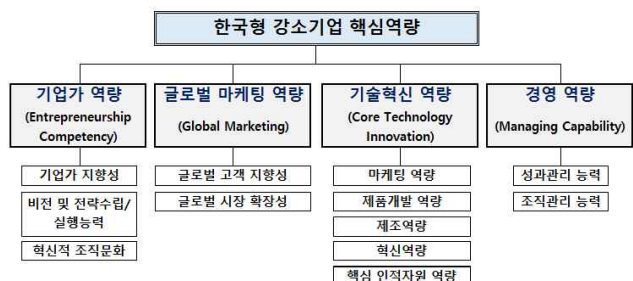 한국형 강소기업 핵심역량
기업가 역량
(Entrepreneurship
Competency)
기업가 지향성
비전 및 전략수립/
실행능력
혁신적 조직문화
글로벌 마케팅 역량
(Global Marketing)
글로벌 고객 지향성
글로벌 시장 확장성
기술혁신 역량
(Core Technology
Innovation)
마케팅 역량
제품개발 역량
제조역량
혁신역량
핵심 인적자원 역량
경영 역량
(Managing Capability)
성과관리 능력
조직관리 능력